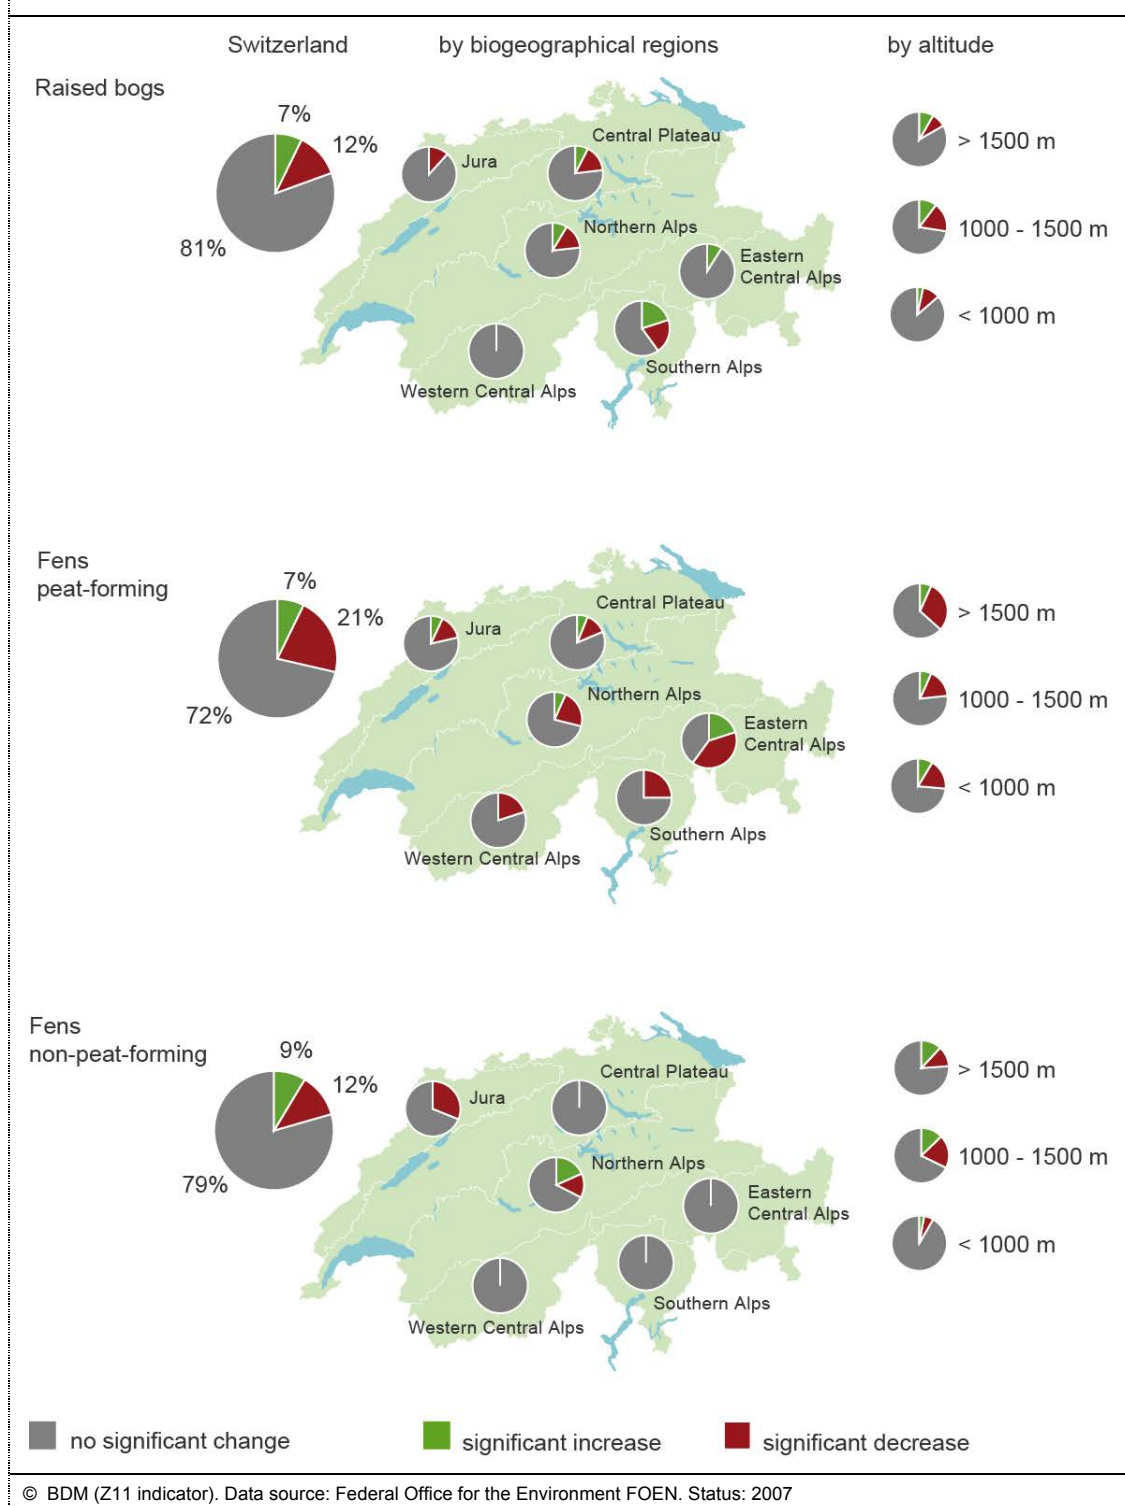 Switzerland
by biogeographical regions
by altitude
Raised bogs
7%
12%
81%
Central Plateau
Jura
Northern Alps
Eastern
Central Alps
Southern Alps
Western Central Alps
> 1500 m
1000 - 1500 m
< 1000 m
Fens
peat-forming
7%
21%
72%
Central Plateau
Jura
Northern Alps
Eastern
Central Alps
Southern Alps
Western Central Alps
> 1500 m
1000 - 1500 m
< 1000 m
Fens
non-peat-forming
9%
12%
79%
Central Plateau
Jura
Northern Alps
Eastern
Central Alps
Southern Alps
Western Central Alps
> 1500 m
1000 - 1500 m
< 1000 m
no significant change
significant increase
significant decrease
© BDM (Z11 indicator). Data source: Federal Office for the Environment FOEN. Status: 2007